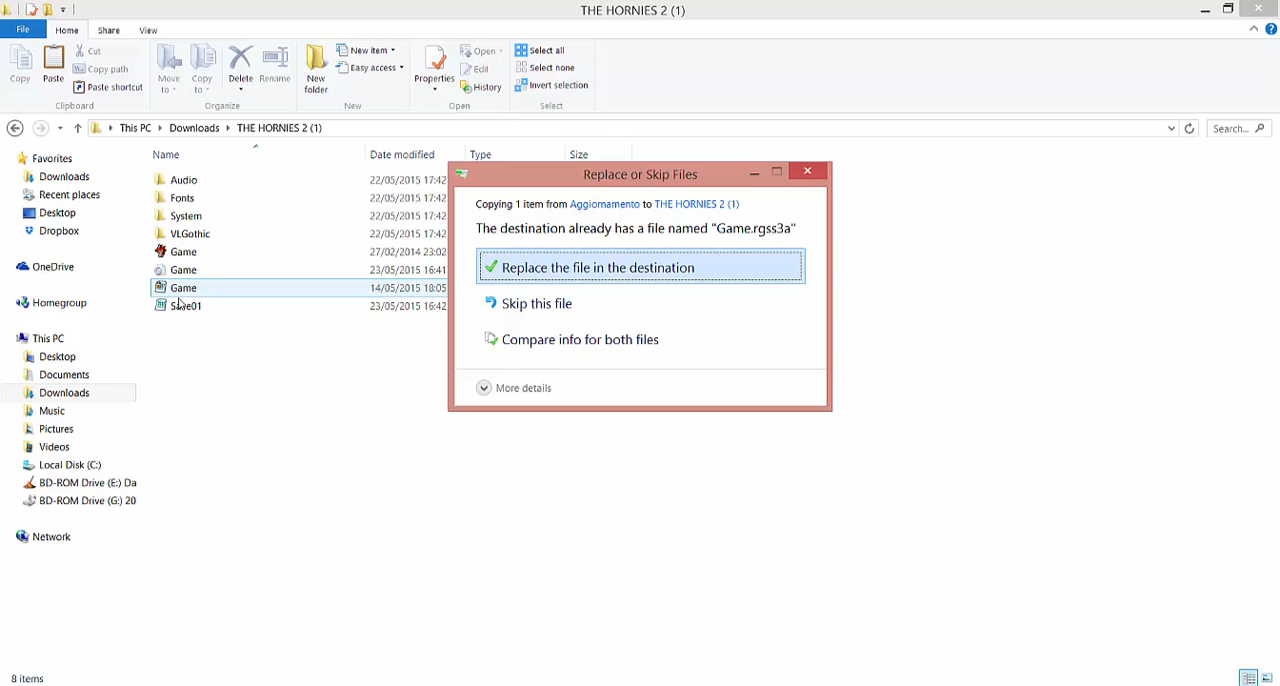 THE HORNIES 2 (1)
File Home Share View
Copy
Paste
Cut
Copy path
Paste shortcut
Clipboard
Move to
Copy to
Delete
Rename
Organize
New folder
New item
Easy access
New
Properties
Open
Edit
History
Open
Select all
Select none
Invert selection
Select
This PC Downloads THE HORNIES 2 (1)
Search...
Favorites
Downloads
Recent places
Desktop
Dropbox
OneDrive
Homegroup
This PC
Desktop
Documents
Downloads
Music
Pictures
Videos
Local Disk (C:)
BD-ROM Drive (E:) Da
BD-ROM Drive (G:) 20
Network
Name Date modified Type Size
Audio 22/05/2015 17:42
Fonts 22/05/2015 17:42
System 22/05/2015 17:42
VLGothic 22/05/2015 17:42
Game 27/02/2014 23:02
Game 23/05/2015 16:41
Game 14/05/2015 18:05
Save01 23/05/2015 16:42
Replace or Skip Files
Copying 1 item from Aggiornamento to THE HORNIES 2 (1)
The destination already has a file named "Game.rgss3a"
Replace the file in the destination
Skip this file
Compare info for both files
More details
8 items